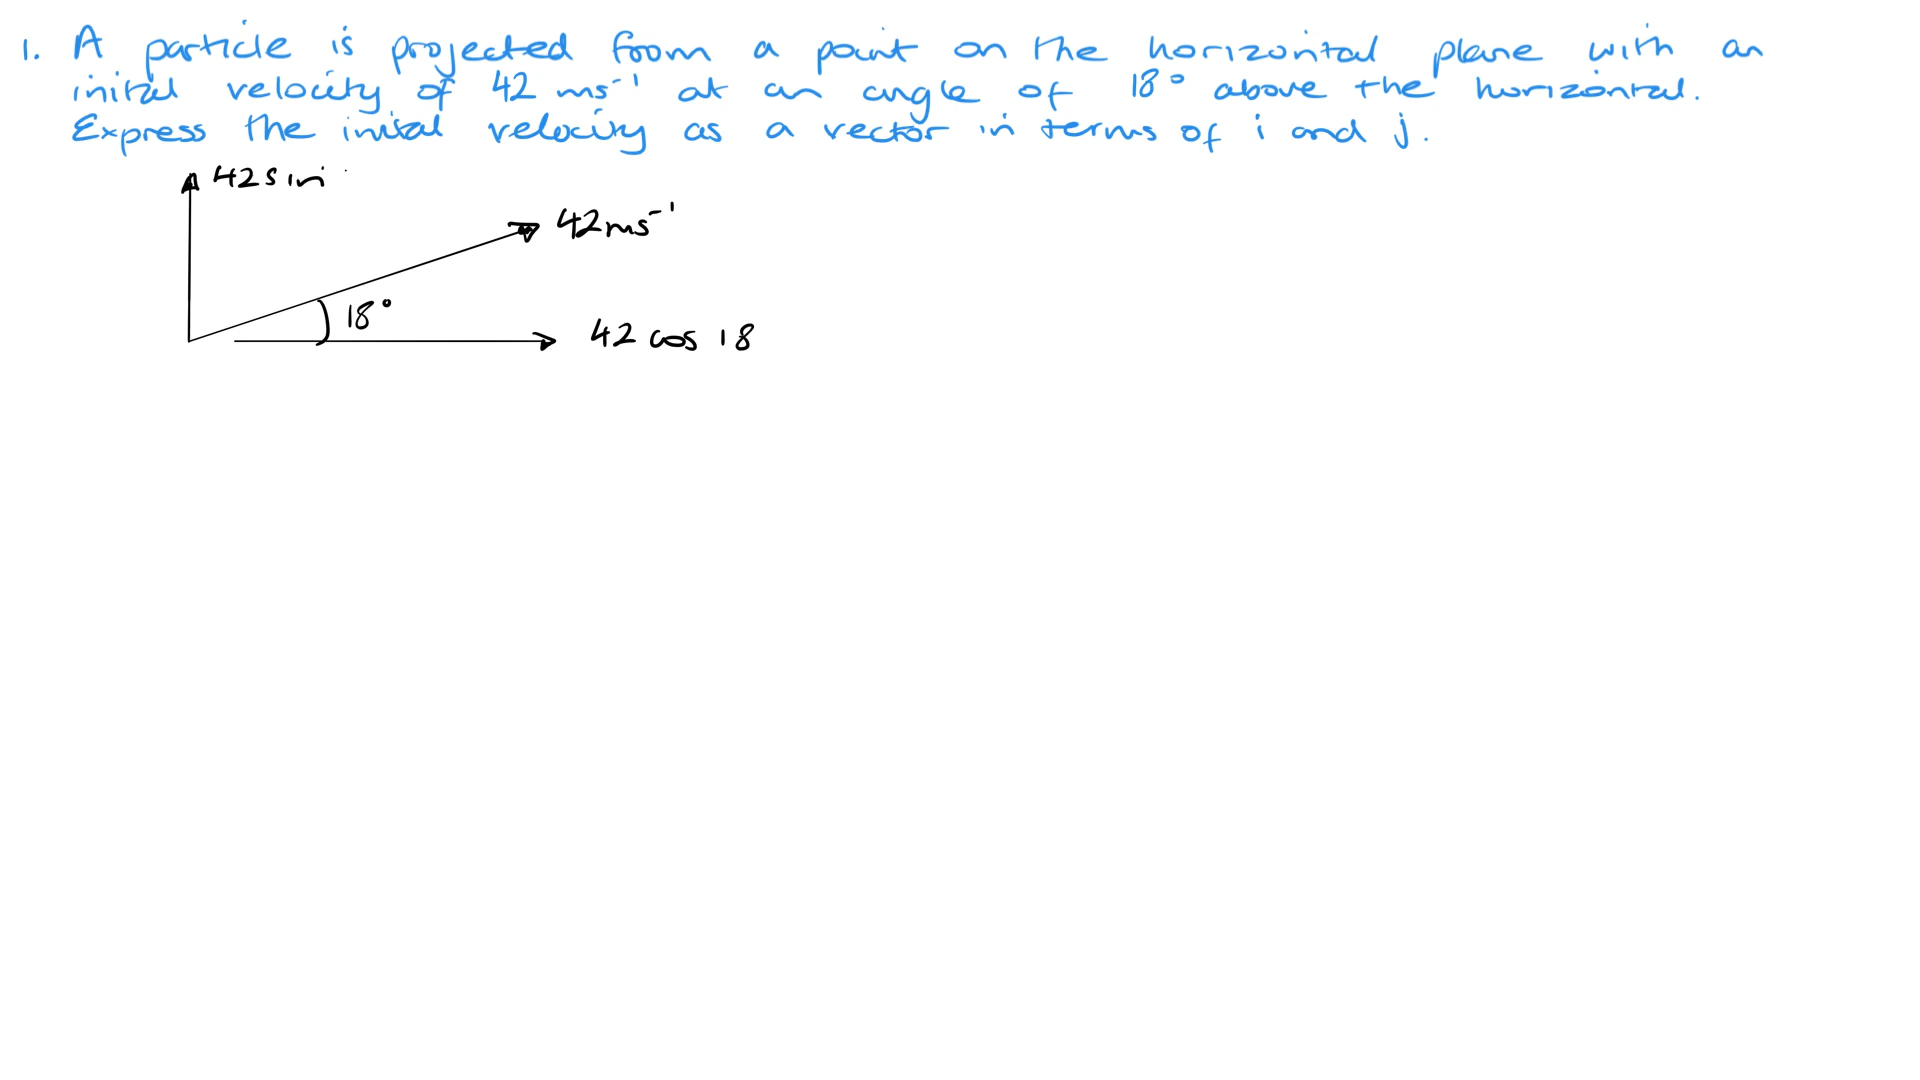 1. A particle is projected from a point on the horizontal plane with an
initial velocity of 42 ms⁻¹ at an angle of 18° above the horizontal.
Express the initial velocity as a vector in terms of i and j.
42 sin
42 ms⁻¹
18°
42 cos 18